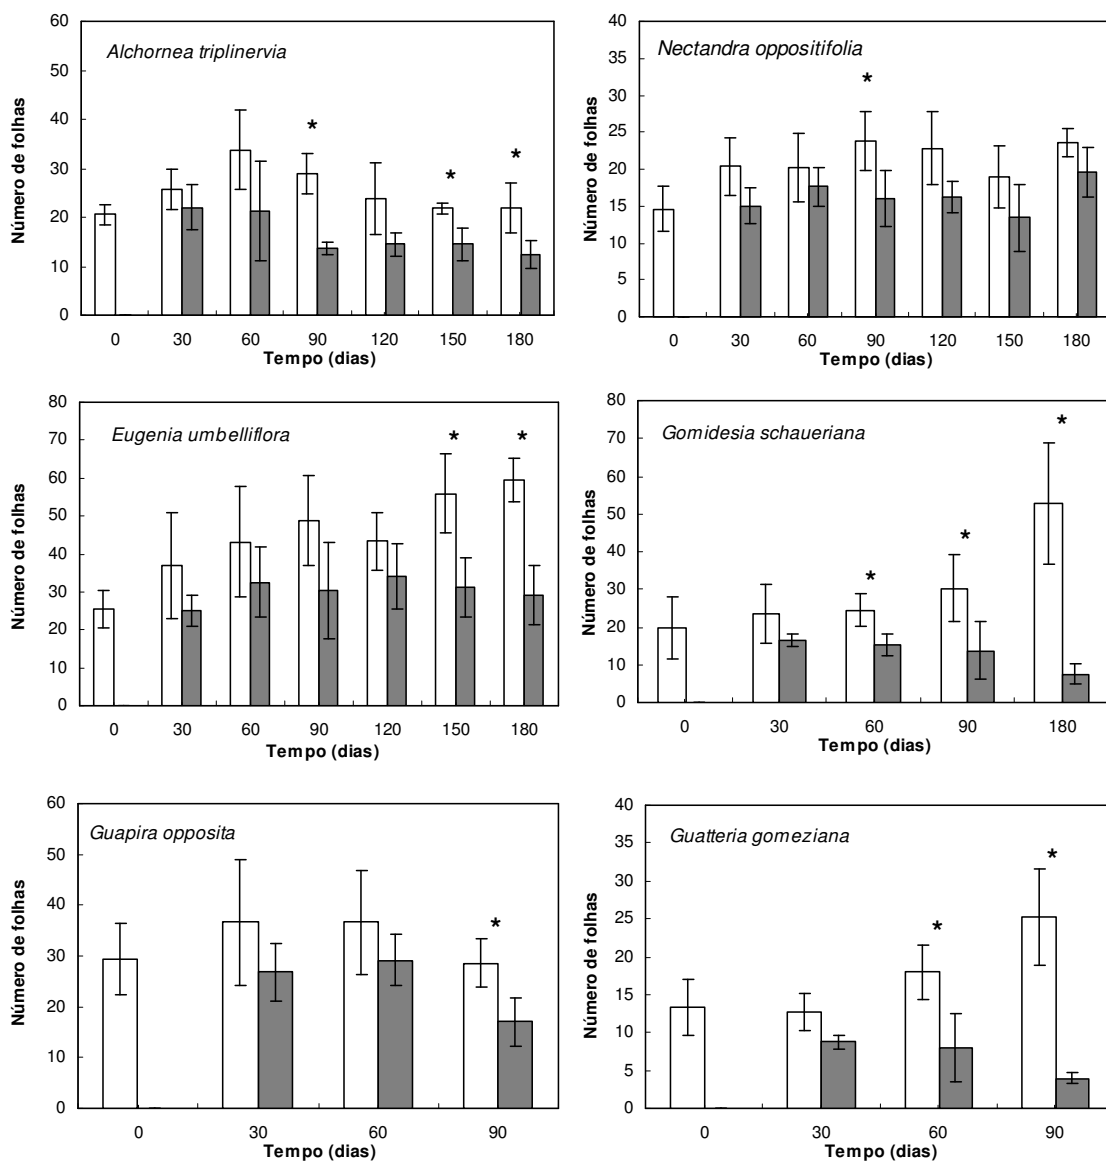 Alchornea triplinervia
Número de folhas
60
50
40
30
20
10
0
*
*
*
0 30 60 90 120 150 180
Tempo (dias)
Nectandra oppositifolia
Número de folhas
40
35
30
25
20
15
10
5
0
*
0 30 60 90 120 150 180
Tempo (dias)
Eugenia umbelliflora
Número de folhas
80
70
60
50
40
30
20
10
0
* *
0 30 60 90 120 150 180
Tempo (dias)
Gomidesia schaueriana
Número de folhas
80
70
60
50
40
30
20
10
0
*
*
*
0 30 60 90 180
Tempo (dias)
Guapira opposita
Número de folhas
60
50
40
30
20
10
0
*
0 30 60 90
Tempo (dias)
Guatteria gomeziana
Número de folhas
40
35
30
25
20
15
10
5
0
*
*
0 30 60 90
Tempo (dias)